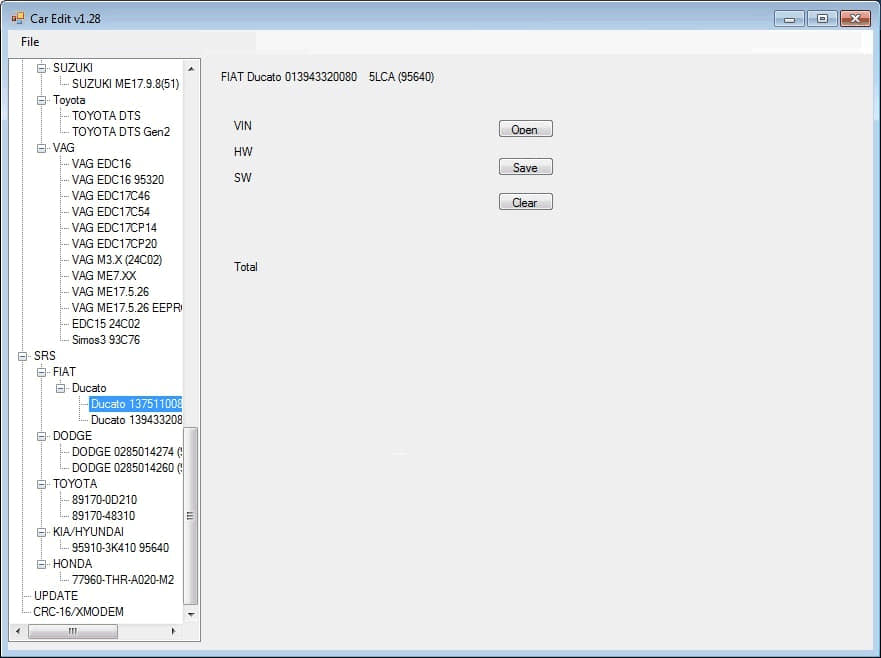 Car Edit v1.28
File
SUZUKI
SUZUKI ME17.9.8(51)
Toyota
TOYOTA DTS
TOYOTA DTS Gen2
VAG
VAG EDC16
VAG EDC16 95320
VAG EDC17C46
VAG EDC17C54
VAG EDC17CP14
VAG EDC17CP20
VAG M3.X (24C02)
VAG ME7.XX
VAG ME17.5.26
VAG ME17.5.26 EEPR
EDC15 24C02
Simos3 93C76
SRS
FIAT
Ducato
Ducato 137511008
Ducato 139433208
DODGE
DODGE 0285014274 (
DODGE 0285014260 (
TOYOTA
89170-0D210
89170-48310
KIA/HYUNDAI
95910-3K410 95640
HONDA
77960-THR-A020-M2
UPDATE
CRC-16/XMODEM
FIAT Ducato 013943320080 5LCA (95640)
VIN
HW
SW
Total
Open
Save
Clear